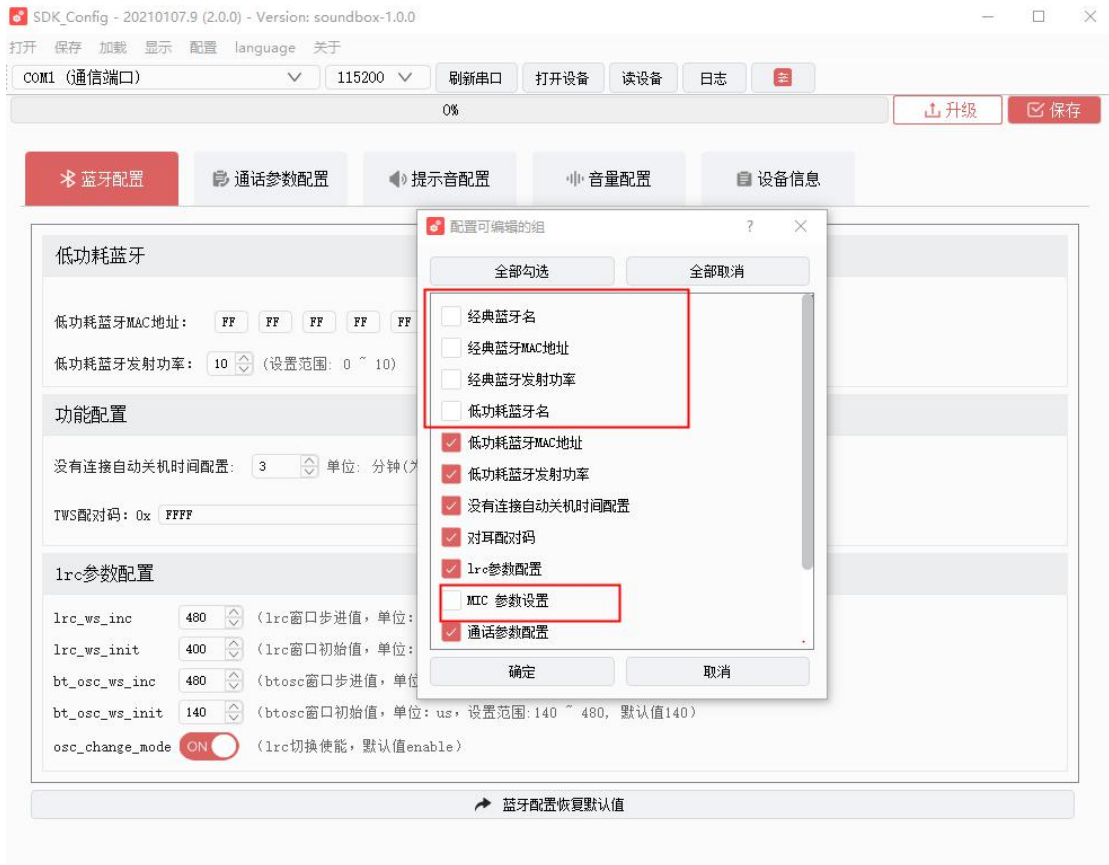 SDK_Config - 20210107.9 (2.0.0) - Version: soundbox-1.0.0
打开 保存 加载 显示 配置 language 关于
COM1 (通信端口) 115200 刷新串口 打开设备 读设备 日志
0% 升级 保存
蓝牙配置 通话参数配置 提示音配置 音量配置 设备信息
配置可编辑的组 ?
低功耗蓝牙
全部勾选 全部取消
经典蓝牙名
低功耗蓝牙MAC地址: FF FF FF FF FF
经典蓝牙MAC地址
低功耗蓝牙发射功率: 10 (设置范围: 0 ~ 10)
经典蓝牙发射功率
低功耗蓝牙名
功能配置
低功耗蓝牙MAC地址
没有连接自动关机时间配置: 3 单位: 分钟(
低功耗蓝牙发射功率
没有连接自动关机时间配置
TWS配对码: 0x FFFF
对耳配对码
lrc参数配置
lrc参数配置
MIC 参数设置
lrc_ws_inc 480 (lrc窗口步进值，单位:
通话参数配置
lrc_ws_init 400 (lrc窗口初始值，单位:
确定 取消
bt_osc_ws_inc 480 (btosc窗口步进值，单位
bt_osc_ws_init 140 (btosc窗口初始值，单位: us，设置范围:140 ~ 480, 默认值140)
osc_change_mode ON (lrc切换使能，默认值enable)
蓝牙配置恢复默认值